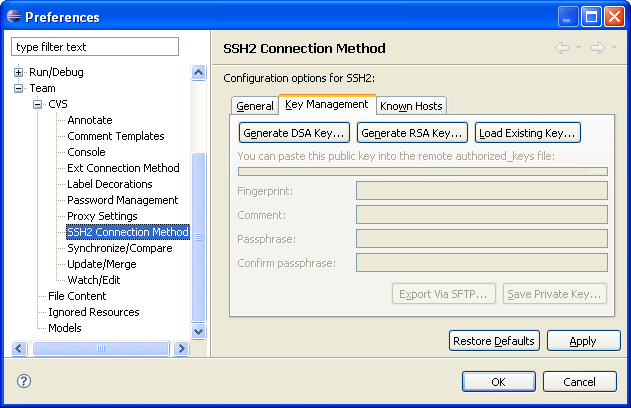 Preferences
type filter text
Run/Debug
Team
CVS
Annotate
Comment Templates
Console
Ext Connection Method
Label Decorations
Password Management
Proxy Settings
SSH2 Connection Method
Synchronize/Compare
Update/Merge
Watch/Edit
File Content
Ignored Resources
Models
SSH2 Connection Method
Configuration options for SSH2:
General Key Management Known Hosts
Generate DSA Key... Generate RSA Key... Load Existing Key...
You can paste this public key into the remote authorized_keys file:
Fingerprint:
Comment:
Passphrase:
Confirm passphrase:
Export Via SFTP... Save Private Key...
Restore Defaults Apply
? OK Cancel